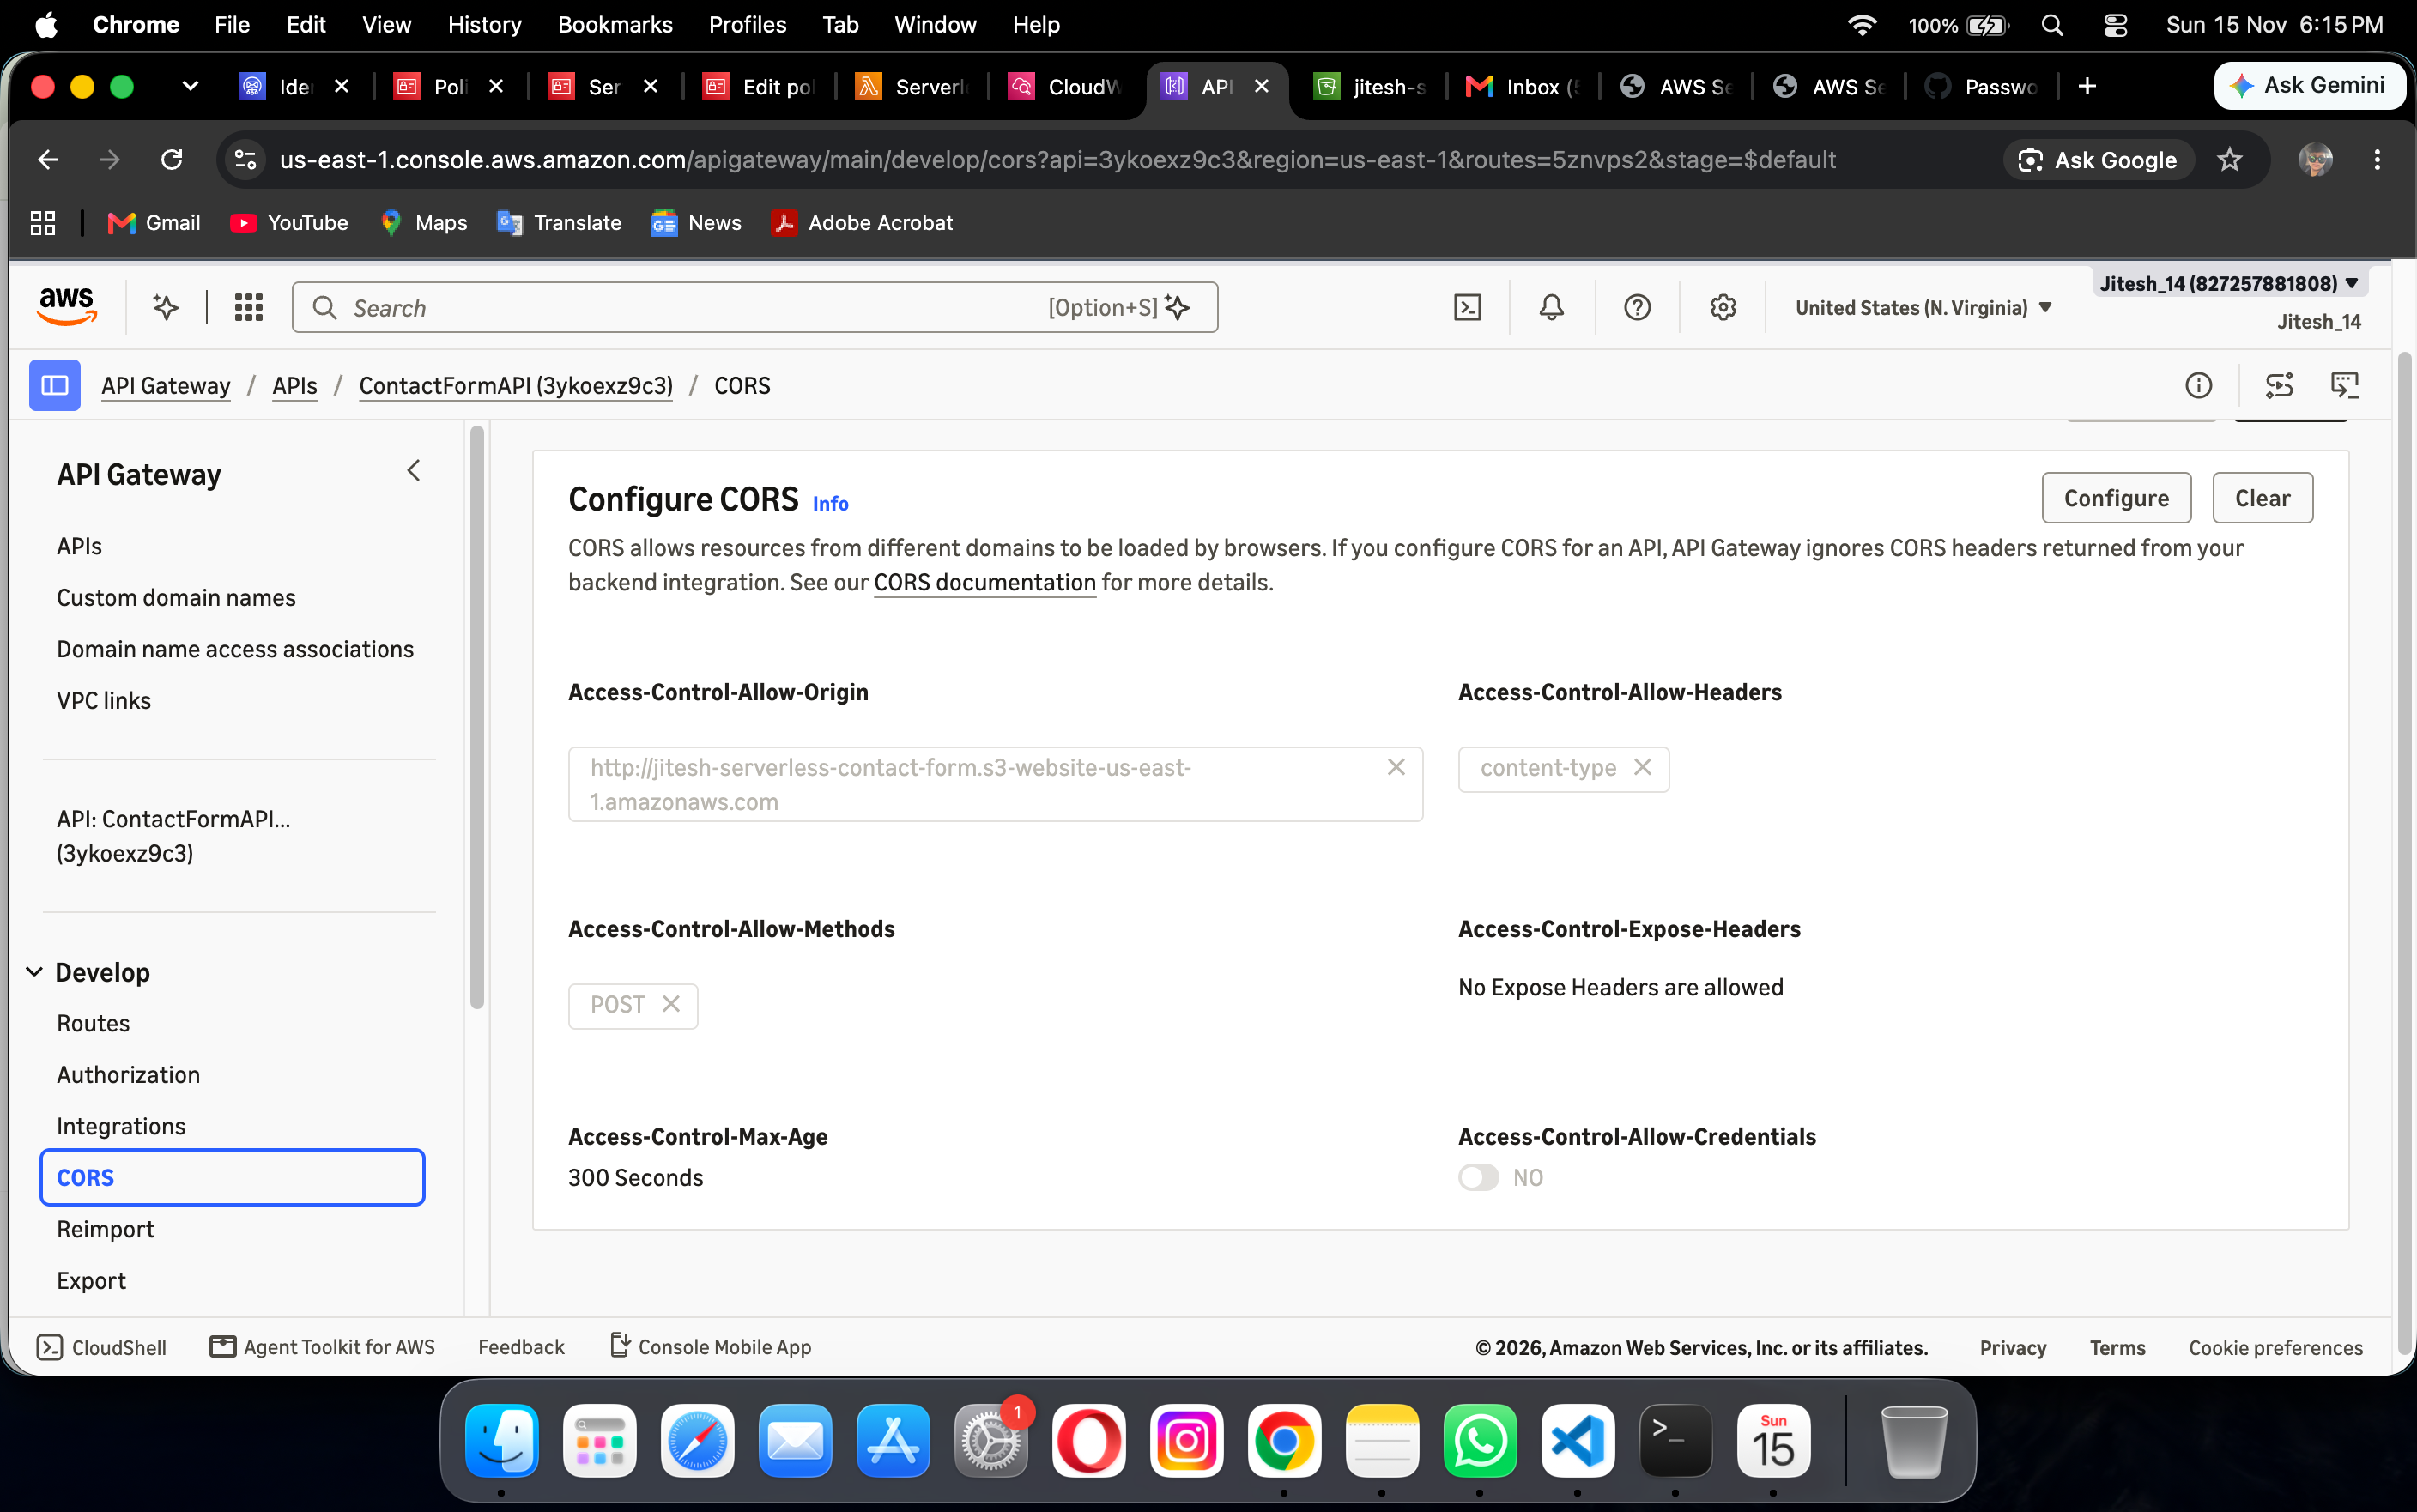 Chrome File Edit View History Bookmarks Profiles Tab Window Help 100% Sun 15 Nov 6:15 PM
Ider Poli Ser Edit pol Serverle CloudW API jitesh-s Inbox (5 AWS Se AWS Se Passwo Ask Gemini
us-east-1.console.aws.amazon.com/apigateway/main/develop/cors?api=3ykoexz9c3&region=us-east-1&routes=5znvps2&stage=$default Ask Google
Gmail YouTube Maps Translate News Adobe Acrobat
aws Search [Option+S] United States (N. Virginia) Jitesh_14 (827257881808)
Jitesh_14
API Gateway / APIs / ContactFormAPI (3ykoexz9c3) / CORS
API Gateway
APIs
Custom domain names
Domain name access associations
VPC links
API: ContactFormAPI...
(3ykoexz9c3)
Develop
Routes
Authorization
Integrations
CORS
Reimport
Export
Configure CORS Info Configure Clear
CORS allows resources from different domains to be loaded by browsers. If you configure CORS for an API, API Gateway ignores CORS headers returned from your
backend integration. See our CORS documentation for more details.
Access-Control-Allow-Origin
http://jitesh-serverless-contact-form.s3-website-us-east-
1.amazonaws.com
Access-Control-Allow-Headers
content-type
Access-Control-Allow-Methods
POST
Access-Control-Expose-Headers
No Expose Headers are allowed
Access-Control-Max-Age
300 Seconds
Access-Control-Allow-Credentials
NO
CloudShell Agent Toolkit for AWS Feedback Console Mobile App © 2026, Amazon Web Services, Inc. or its affiliates. Privacy Terms Cookie preferences
1
Sun
15